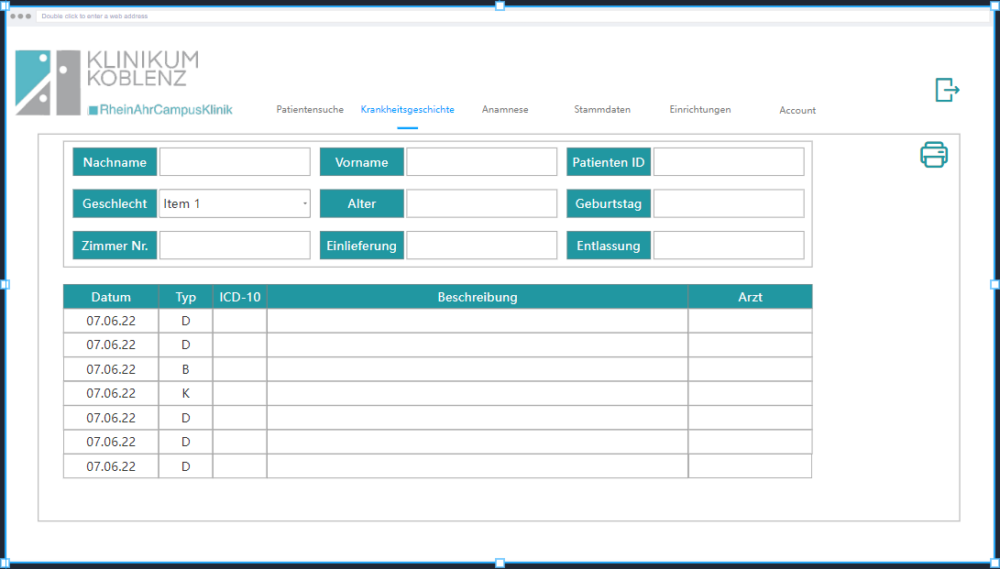 Double click to enter a web address
KLINIKUM
KOBLENZ
RheinAhrCampusKlinik
Patientensuche Krankheitsgeschichte Anamnese Stammdaten Einrichtungen Account
Nachname Vorname Patienten ID
Geschlecht Item 1 Alter Geburtstag
Zimmer Nr. Einlieferung Entlassung
Datum Typ ICD-10 Beschreibung Arzt
07.06.22 D
07.06.22 D
07.06.22 B
07.06.22 K
07.06.22 D
07.06.22 D
07.06.22 D